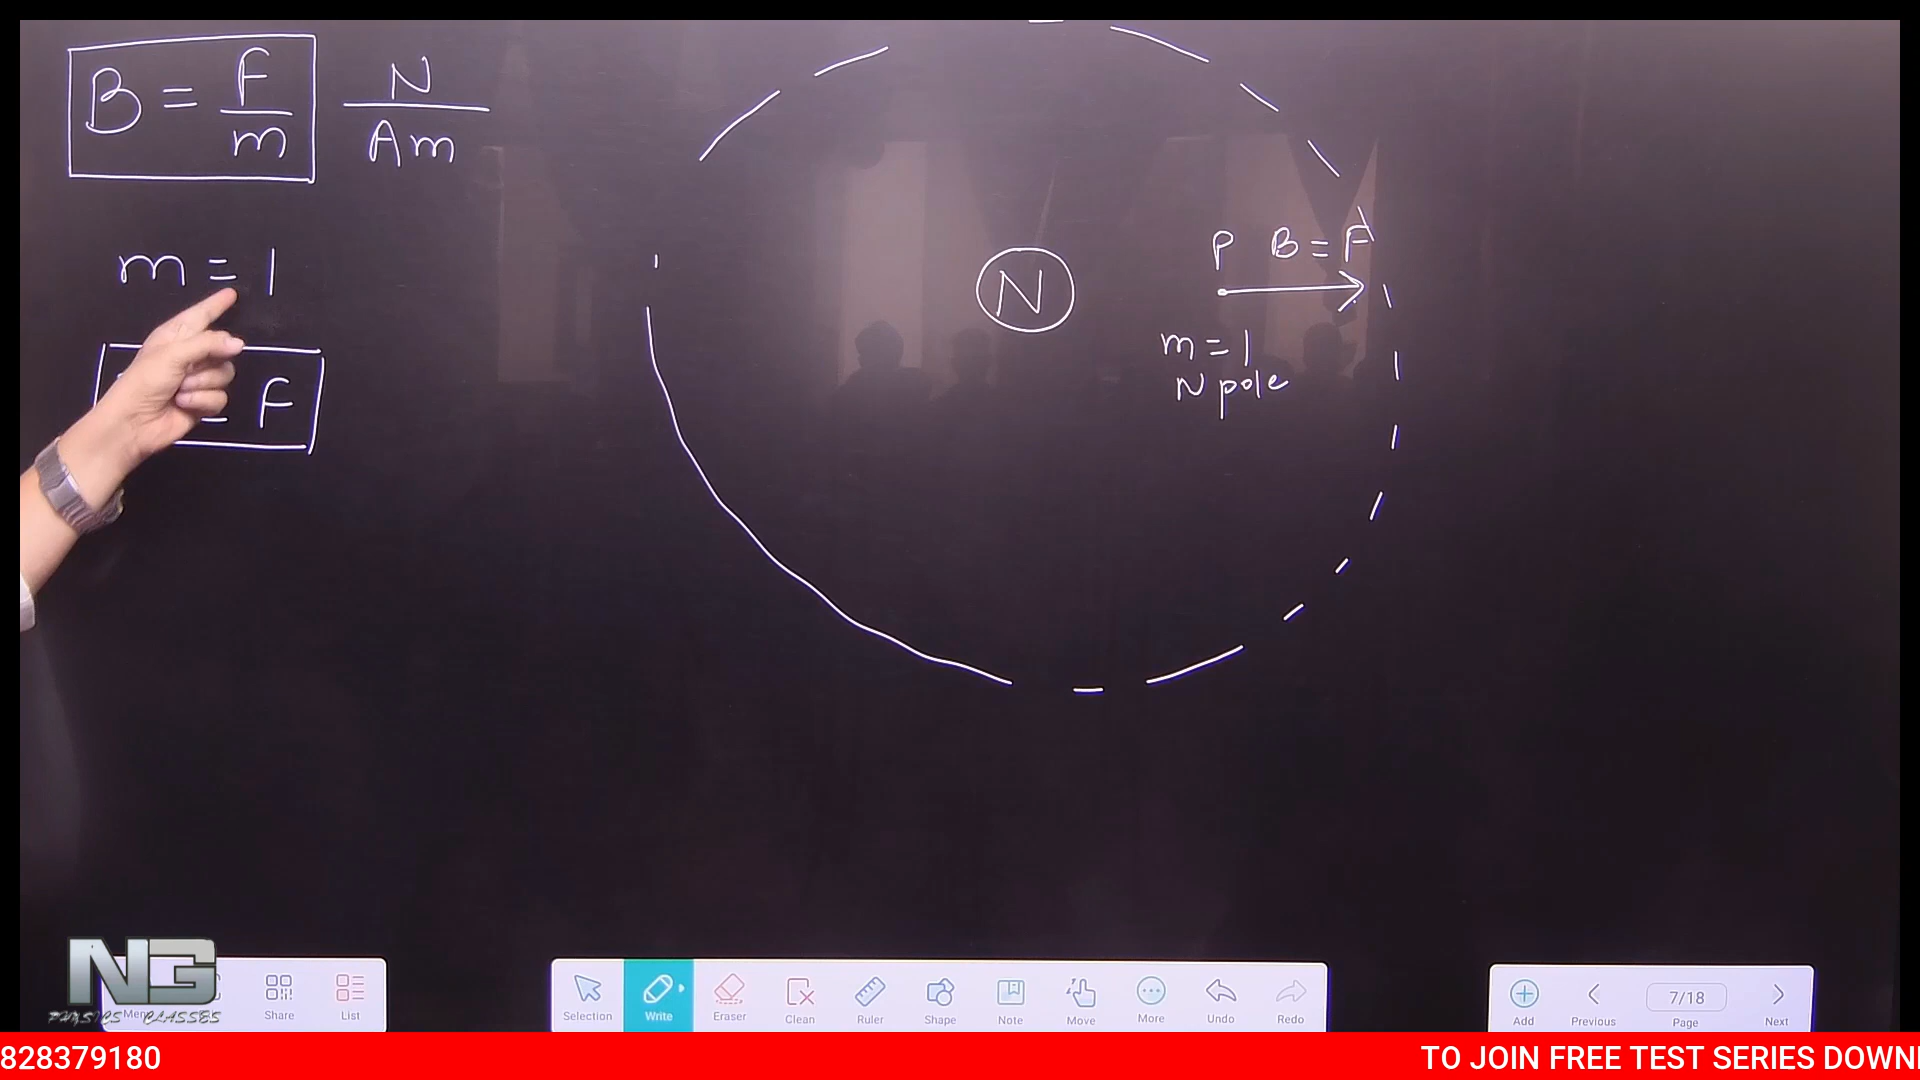 B = F/m N/Am
m = 1
= F
N
P B = F
m = 1
N pole
NG
PHYSICS CLASSES
Share
List
Selection
Write
Eraser
Clean
Ruler
Shape
Note
Move
More
Undo
Redo
Add
Previous
7/18
Page
Next
828379180
TO JOIN FREE TEST SERIES DOWN